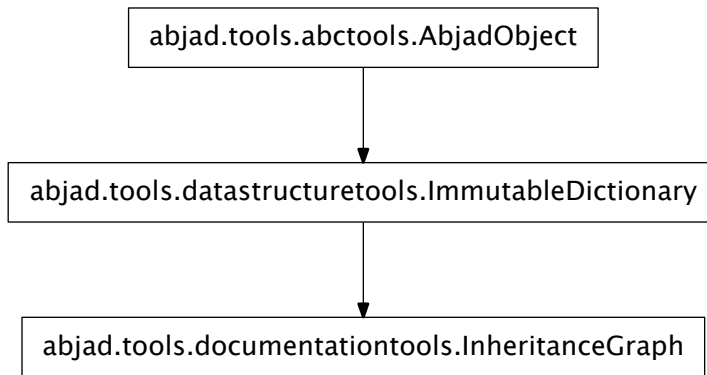 abjad.tools.abctools.AbjadObject
abjad.tools.datastructuretools.ImmutableDictionary
abjad.tools.documentationtools.InheritanceGraph